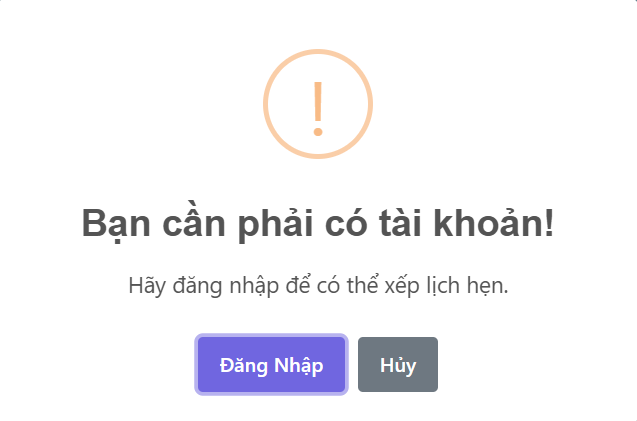 Bạn cần phải có tài khoản!
Hãy đăng nhập để có thể xếp lịch hẹn.
Đăng Nhập Hủy